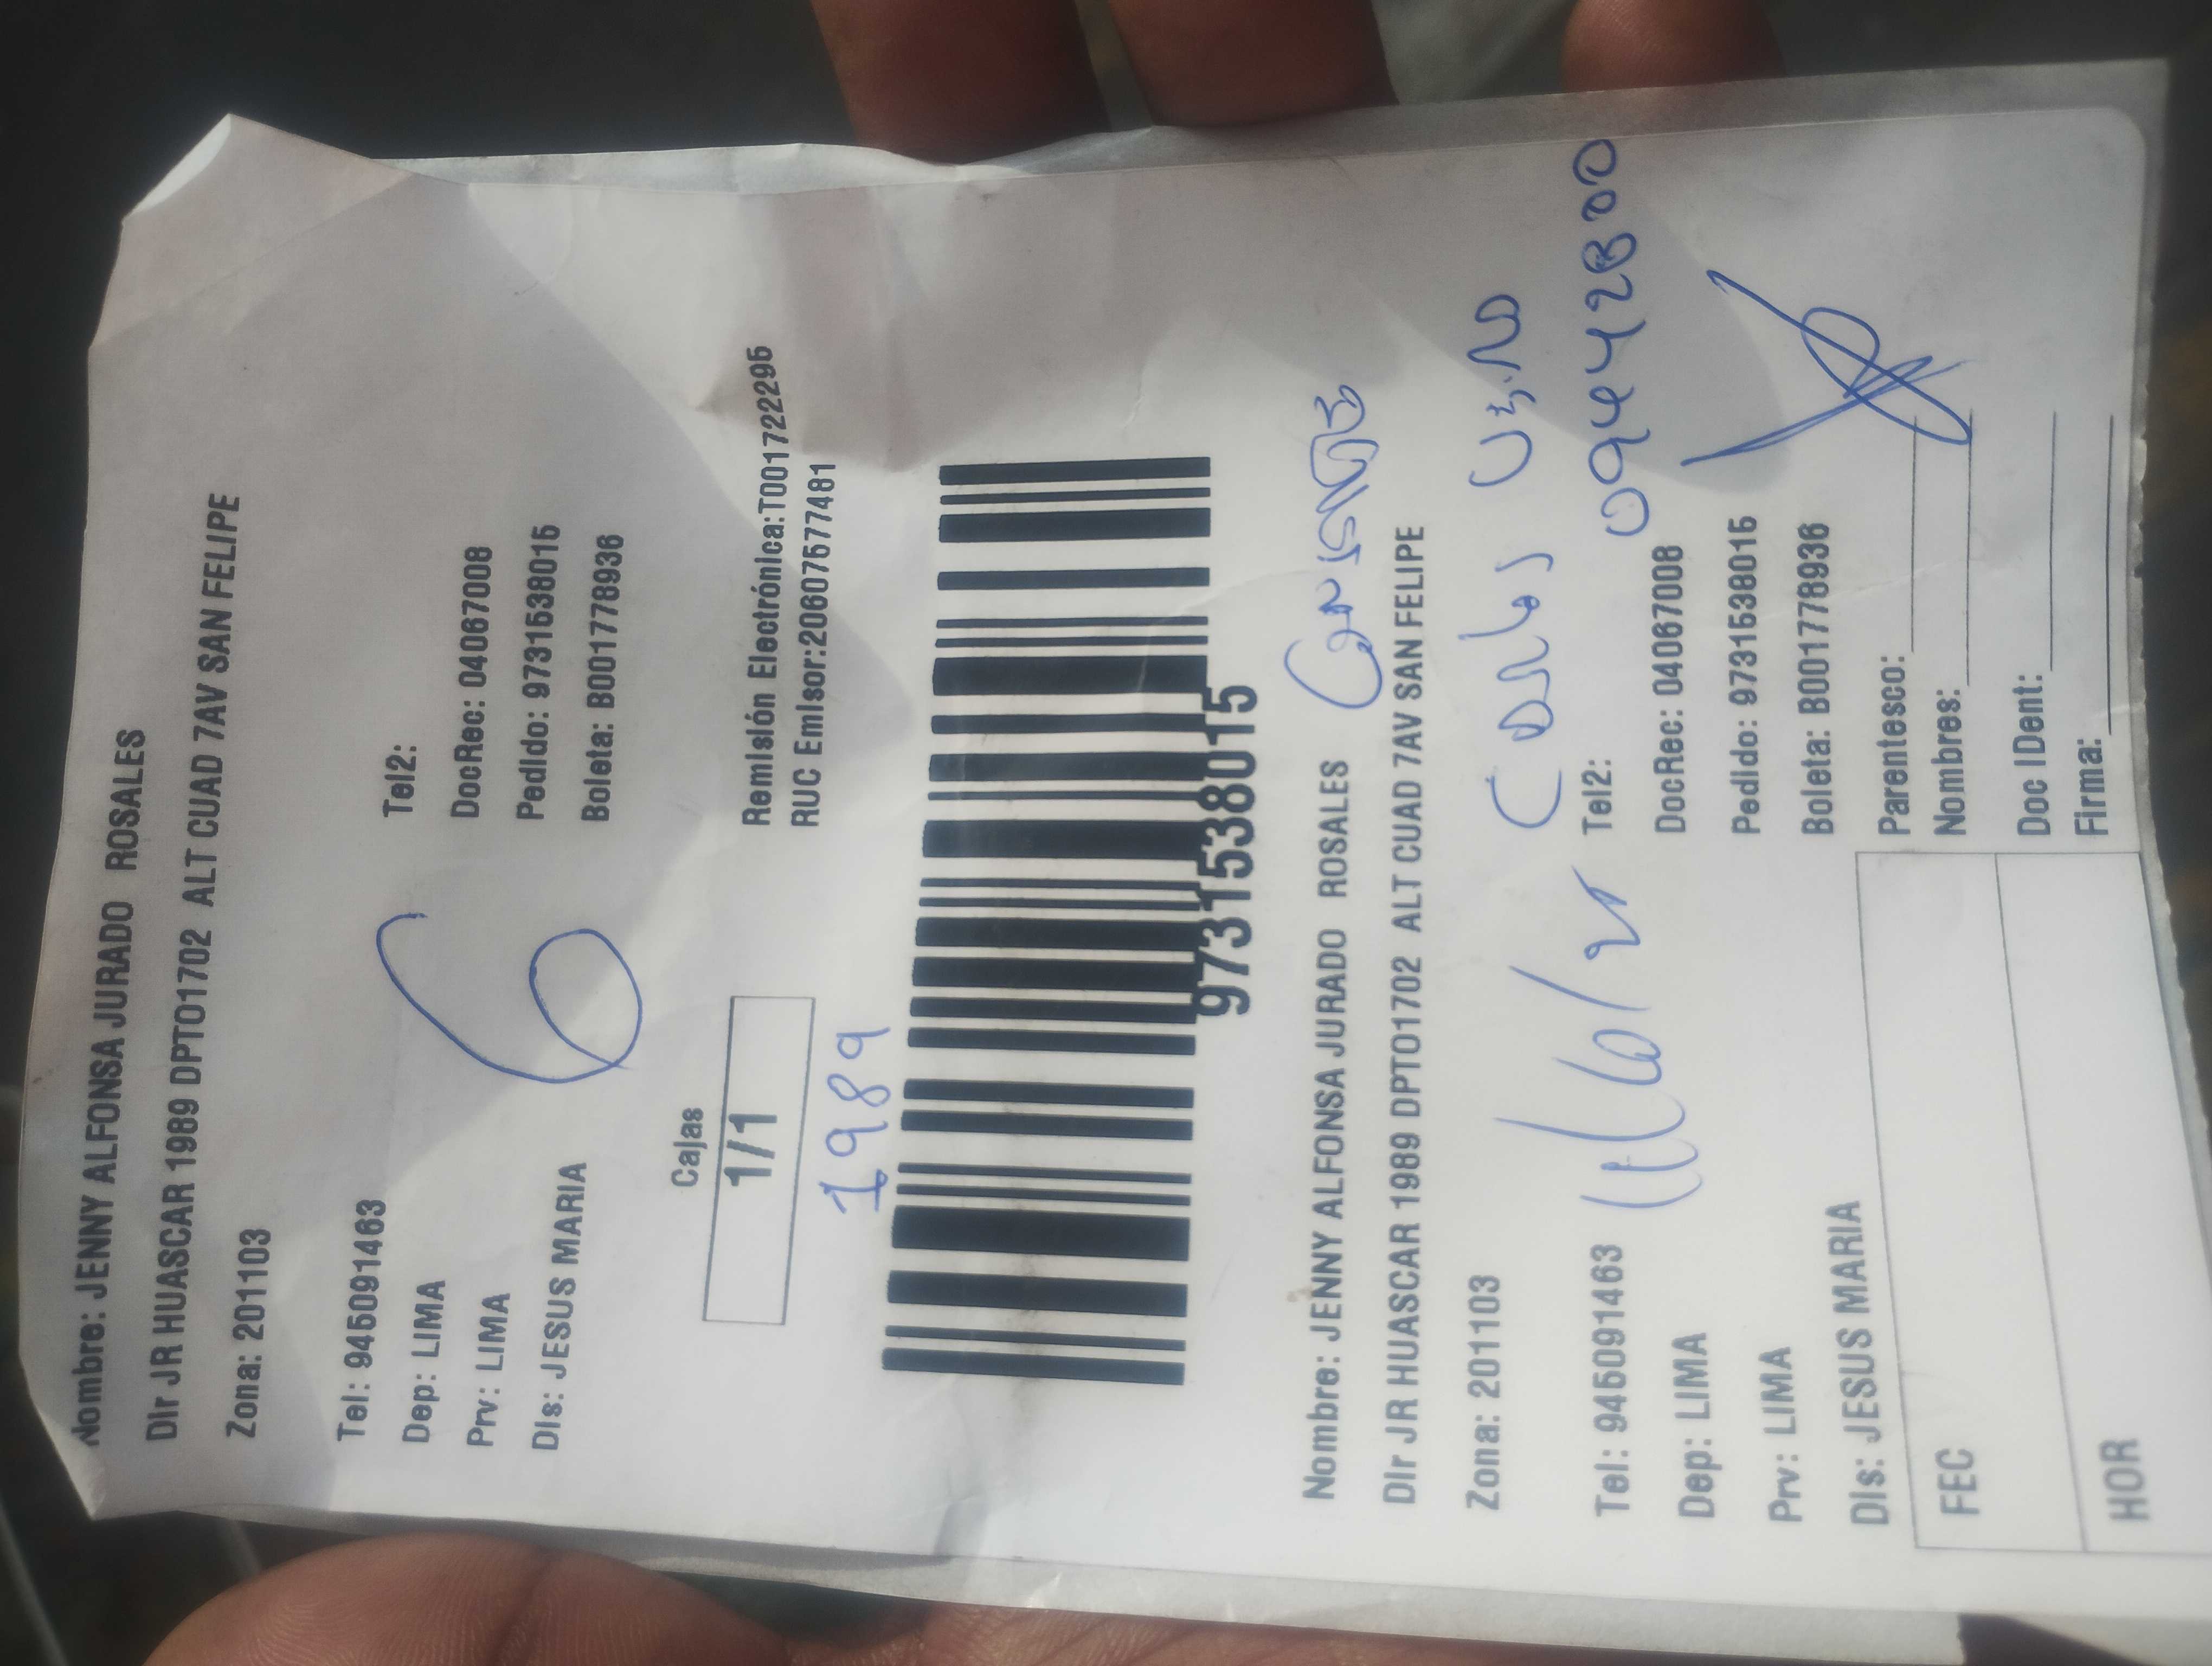 Nombre: JENNY ALFONSA JURADO ROSALES
DIr JR HUASCAR 1989 DPTO1702 ALT CUAD 7AV SAN FELIPE
Zona: 201103
Tel: 945091463 Tel2:
Dep: LIMA DocRec: 04067008
Prv: LIMA Pedido: 9731538015
DIs: JESUS MARIA Boleta: B001778936
6
Cajas
1/1
Remisión Electrónica:T001722295
RUC Emisor:20607577481
1989
9731538015
Nombre: JENNY ALFONSA JURADO ROSALES
DIr JR HUASCAR 1989 DPTO1702 ALT CUAD 7AV SAN FELIPE
Zona: 201103 Carlos
Tel: 945091463 Tel2:
09442800
Dep: LIMA DocRec: 04067008
Prv: LIMA Pedido: 9731538015
DIs: JESUS MARIA Boleta: B001778936
FEC
HOR
Parentesco:
Nombres:
Doc IDent:
Firma: